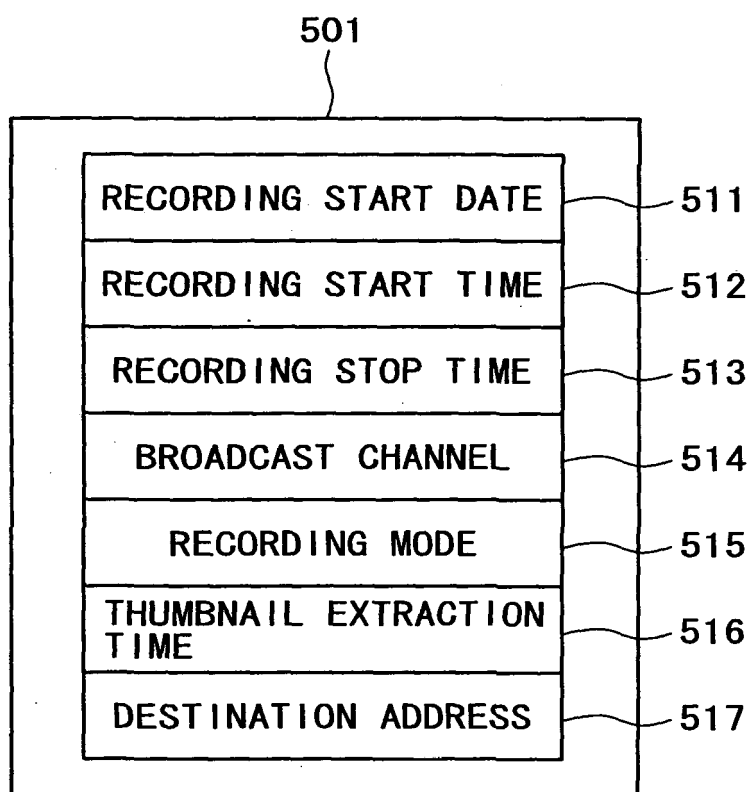 501
RECORDING START DATE 511
RECORDING START TIME 512
RECORDING STOP TIME 513
BROADCAST CHANNEL 514
RECORDING MODE 515
THUMBNAIL EXTRACTION
TIME 516
DESTINATION ADDRESS 517